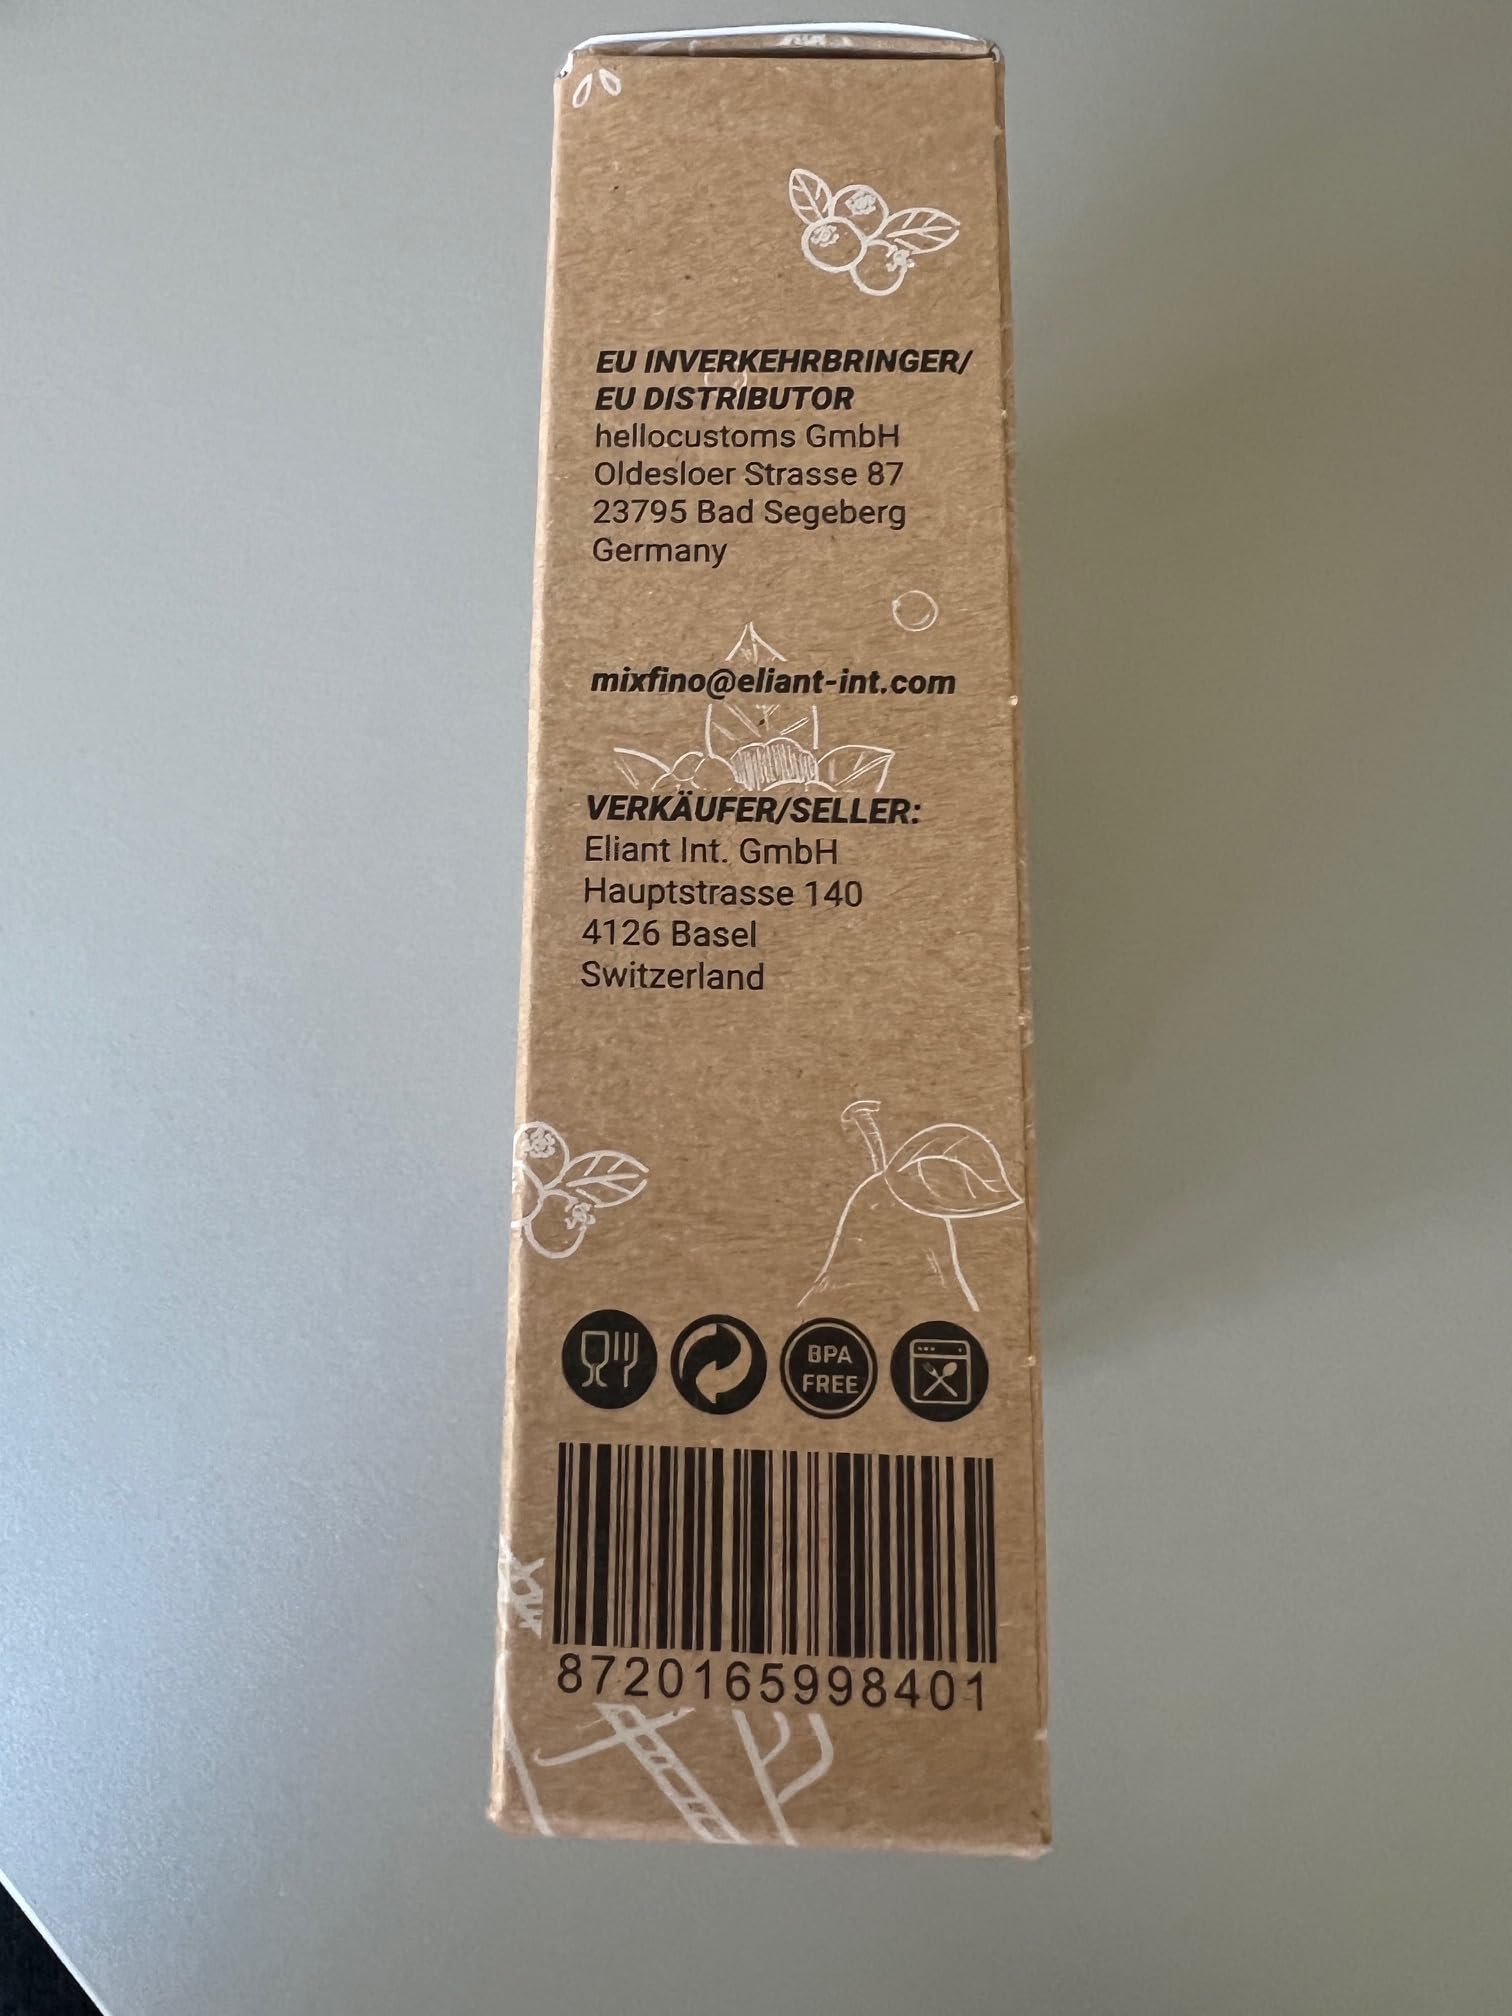 EU INVERKEHRBRINGER/
EU DISTRIBUTOR
hellocustoms GmbH
Oldesloer Strasse 87
23795 Bad Segeberg
Germany
mixfino@eliant-int.com
VERKÄUFER/SELLER:
Eliant Int. GmbH
Hauptstrasse 140
4126 Basel
Switzerland
BPA
FREE
8720165998401